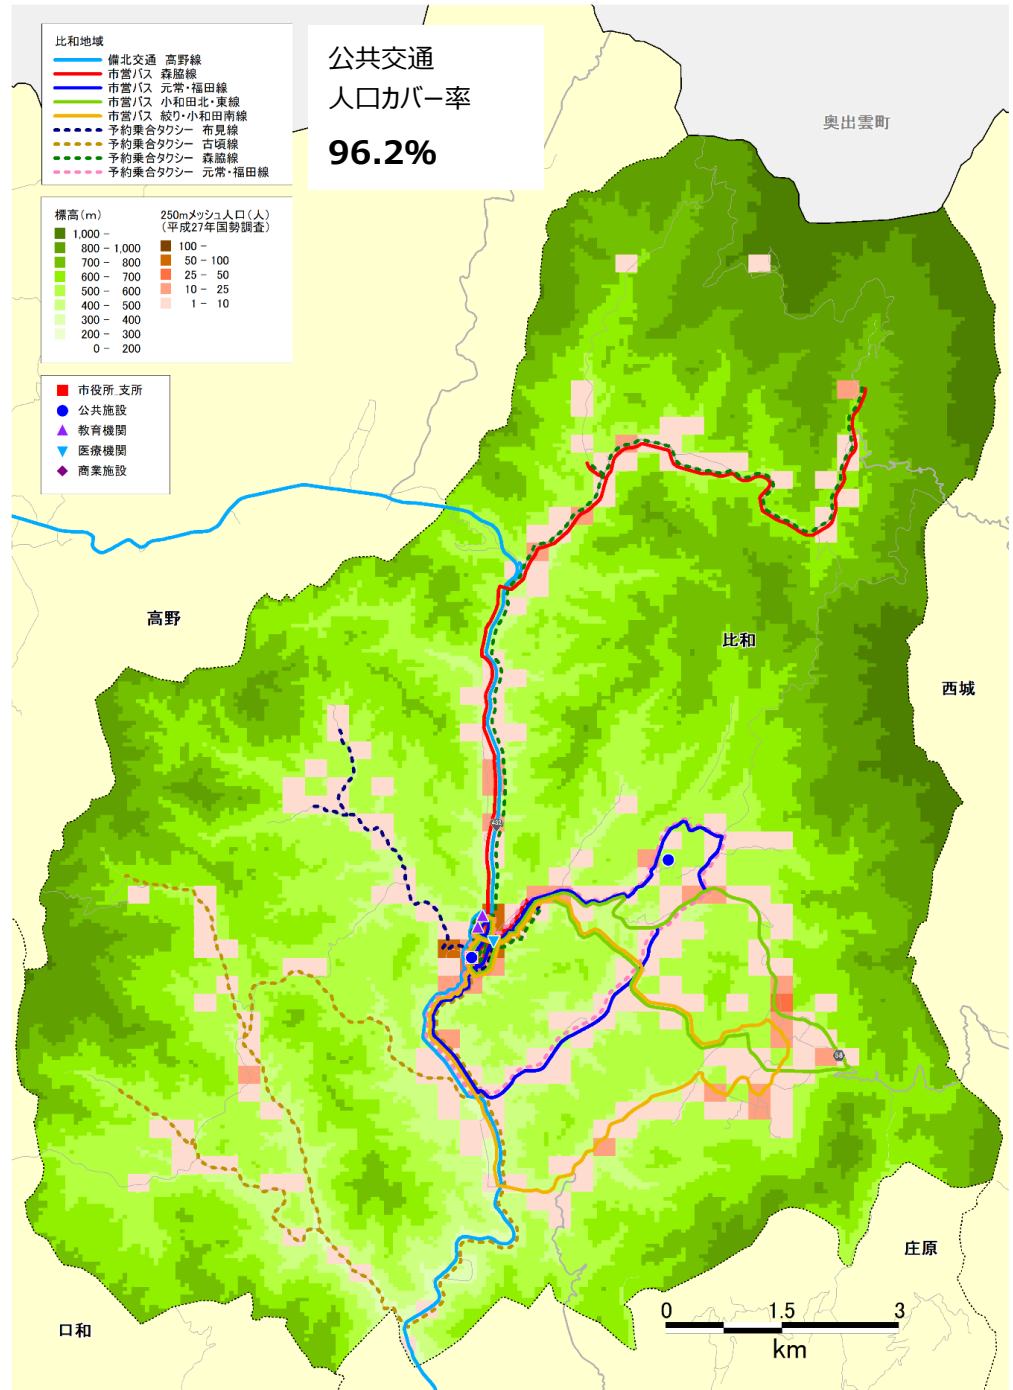 比和地域
備北交通 高野線
市営バス 森脇線
市営バス 元常・福田線
市営バス 小和田北・東線
市営バス 絞り・小和田南線
予約乗合タクシー 布見線
予約乗合タクシー 古頃線
予約乗合タクシー 森脇線
予約乗合タクシー 元常・福田線
公共交通
人口カバー率
96.2%
標高(m)
1,000 -
800 - 1,000
700 - 800
600 - 700
500 - 600
400 - 500
300 - 400
200 - 300
0 - 200
250mメッシュ人口(人)
(平成27年国勢調査)
100 -
50 - 100
25 - 50
10 - 25
1 - 10
市役所_支所
公共施設
教育機関
医療機関
商業施設
奥出雲町
高野
比和
西城
432
58
庄原
口和
0 1.5 3
km